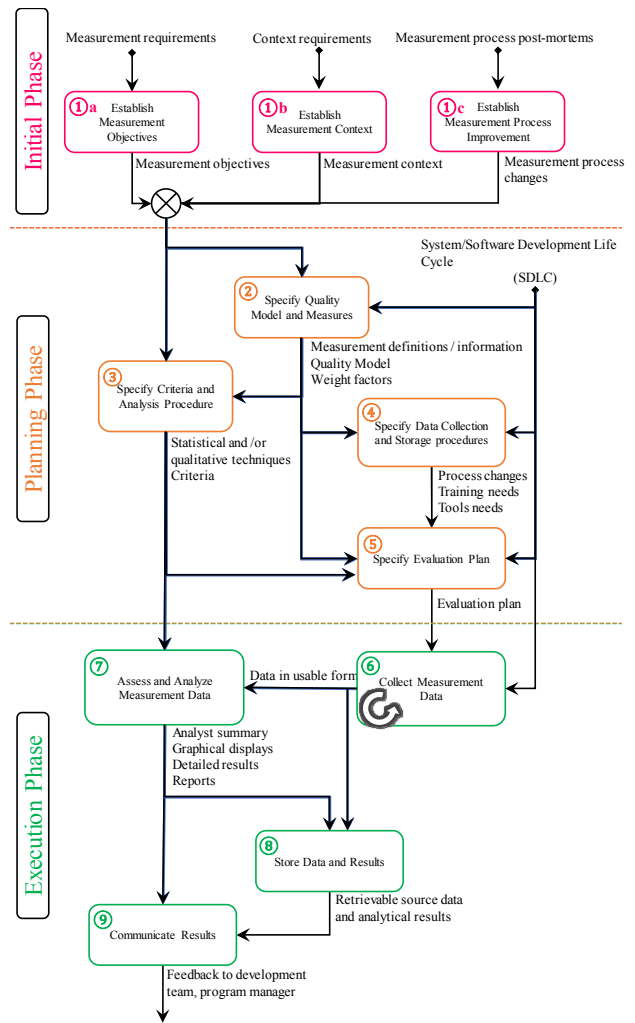 Initial Phase
Measurement requirements
Context requirements
Measurement process post-mortems
①a
Establish
Measurement
Objectives
①b
Establish
Measurement Context
①c
Establish
Measurement Process
Improvement
Measurement objectives
Measurement context
Measurement process
changes
Planning Phase
System/Software Development Life
Cycle
(SDLC)
②
Specify Quality
Model and Measures
Measurement definitions / information
Quality Model
Weight factors
③
Specify Criteria and
Analysis Procedure
④
Specify Data Collection
and Storage procedures
Statistical and /or
qualitative techniques
Criteria
Process changes
Training needs
Tools needs
⑤
Specify Evaluation Plan
Evaluation plan
Execution Phase
⑦
Assess and Analyze
Measurement Data
Data in usable form
⑥
Collect Measurement
Data
Analyst summary
Graphical displays
Detailed results
Reports
⑧
Store Data and Results
Retrievable source data
and analytical results
⑨
Communicate Results
Feedback to development
team, program manager